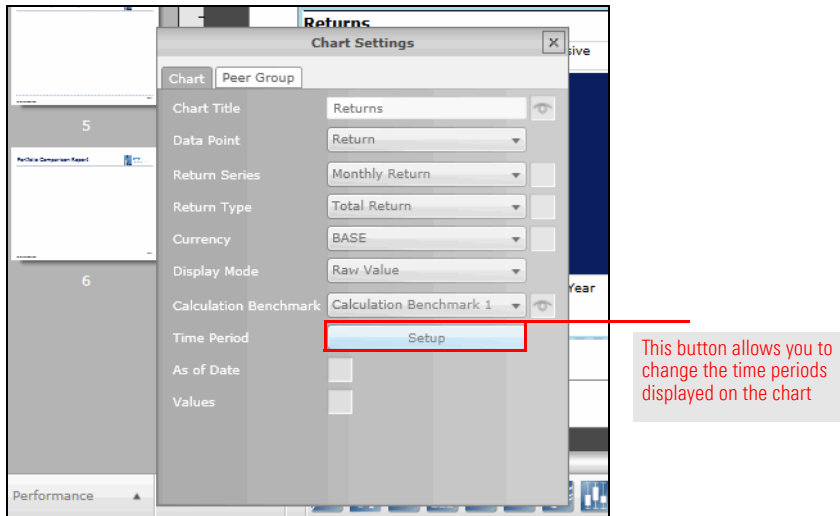 Returns
Chart Settings
sive
Chart
Peer Group
Chart Title
Returns
5
Data Point
Return
Portfolio Comparison Report
Return Series
Monthly Return
Return Type
Total Return
Currency
BASE
6
Display Mode
Raw Value
Year
Calculation Benchmark
Calculation Benchmark 1
Time Period
Setup
This button allows you to
change the time periods
displayed on the chart
As of Date
Values
Performance